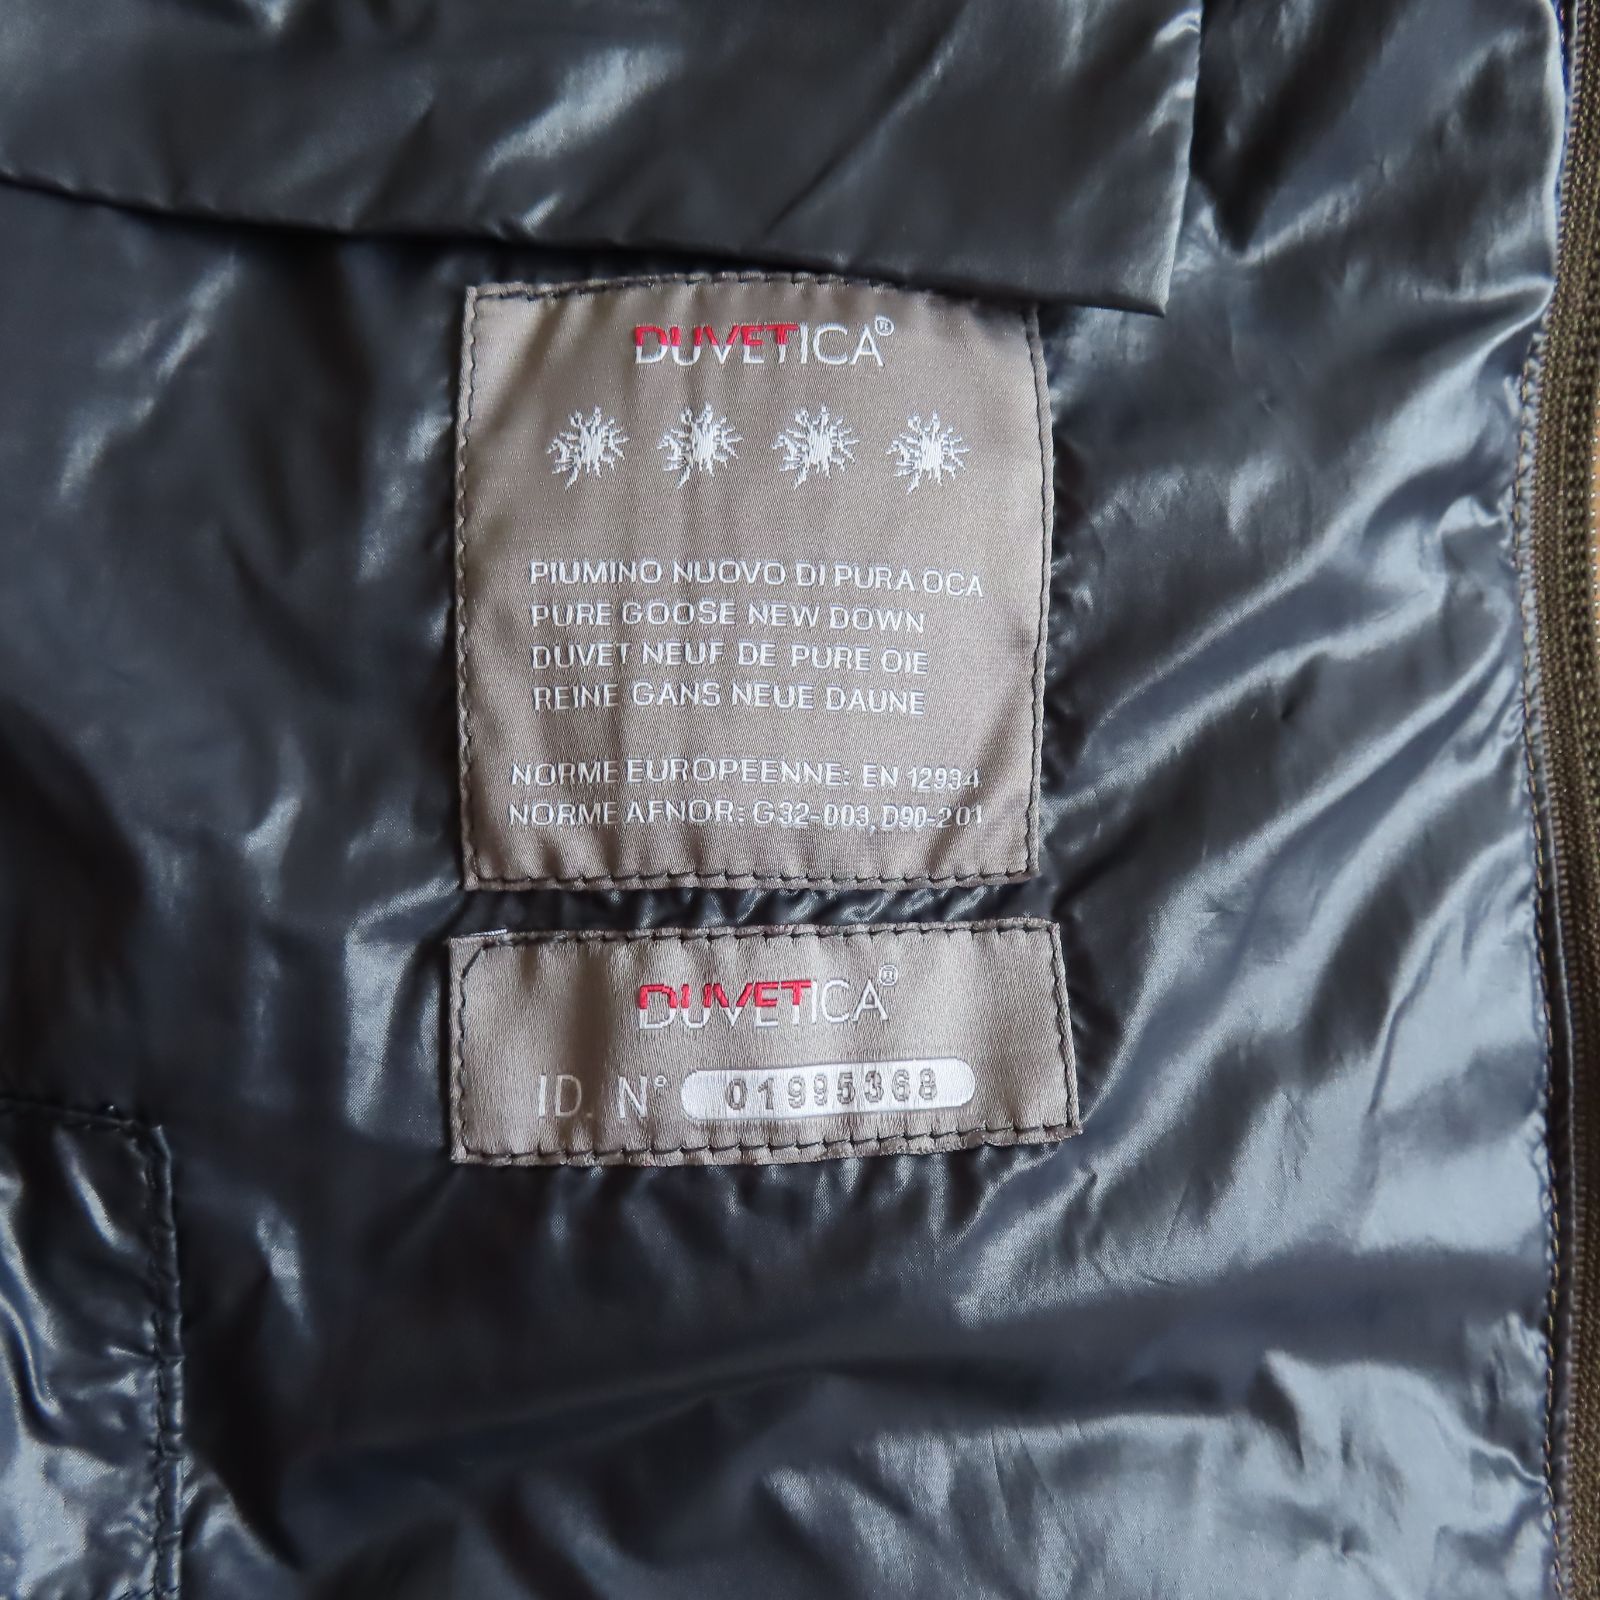 DUVETICA®
PIUMINO NUOVO DI PURA OCA
PURE GOOSE NEW DOWN
DUVET NEUF DE PURE OIE
REINE GANS NEUE DAUNE
NORME EUROPEENNE: EN 12934
NORME AFNOR: G32-003, D90-201
DUVETICA®
ID. N° 01995368